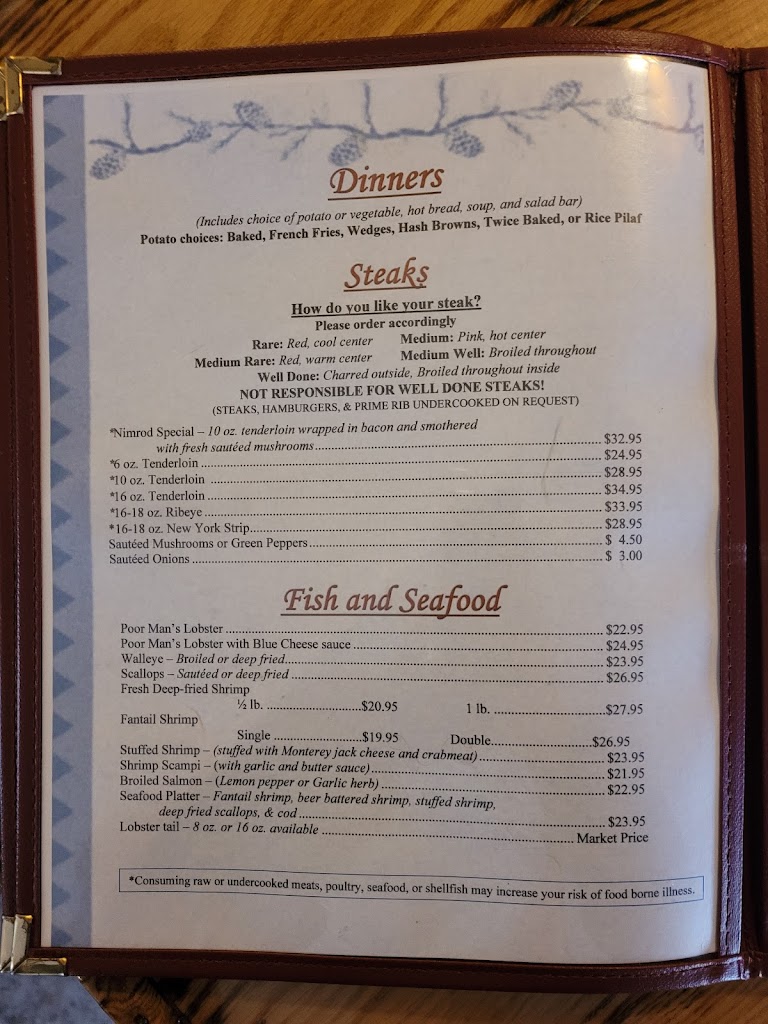 Dinners
(Includes choice of potato or vegetable, hot bread, soup, and salad bar)
Potato choices: Baked, French Fries, Wedges, Hash Browns, Twice Baked, or Rice Pilaf
Steaks
How do you like your steak?
Please order accordingly
Rare: Red, cool center Medium: Pink, hot center
Medium Rare: Red, warm center Medium Well: Broiled throughout
Well Done: Charred outside, Broiled throughout inside
NOT RESPONSIBLE FOR WELL DONE STEAKS!
(STEAKS, HAMBURGERS, & PRIME RIB UNDERCOOKED ON REQUEST)
*Nimrod Special – 10 oz. tenderloin wrapped in bacon and smothered
with fresh sautéed mushrooms $32.95
*6 oz. Tenderloin $24.95
*10 oz. Tenderloin $28.95
*16 oz. Tenderloin $34.95
*16-18 oz. Ribeye $33.95
*16-18 oz. New York Strip $28.95
Sautéed Mushrooms or Green Peppers $ 4.50
Sautéed Onions $ 3.00
Fish and Seafood
Poor Man's Lobster $22.95
Poor Man's Lobster with Blue Cheese sauce $24.95
Walleye – Broiled or deep fried $23.95
Scallops – Sautéed or deep fried $26.95
Fresh Deep-fried Shrimp
½ lb. $20.95 1 lb. $27.95
Fantail Shrimp
Single $19.95 Double $26.95
Stuffed Shrimp – (stuffed with Monterey jack cheese and crabmeat) $23.95
Shrimp Scampi – (with garlic and butter sauce) $21.95
Broiled Salmon – (Lemon pepper or Garlic herb) $22.95
Seafood Platter – Fantail shrimp, beer battered shrimp, stuffed shrimp,
deep fried scallops, & cod $23.95
Lobster tail – 8 oz. or 16 oz. available Market Price
*Consuming raw or undercooked meats, poultry, seafood, or shellfish may increase your risk of food borne illness.